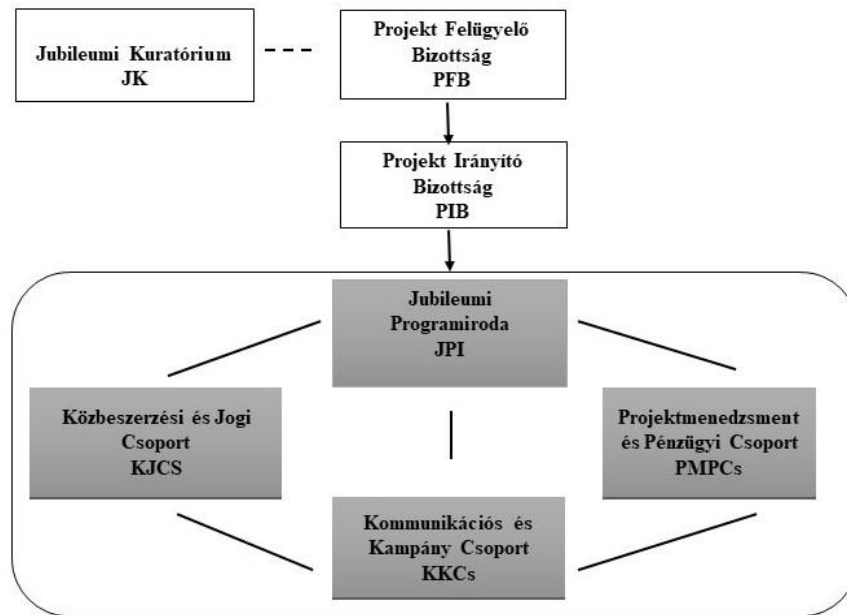 Jubileumi Kuratórium
JK
Projekt Felügyelő
Bizottság
PFB
Projekt Irányító
Bizottság
PIB
Jubileumi
Programiroda
JPI
Közbeszerzési és Jogi
Csoport
KJCS
Projektmenedzsment
és Pénzügyi Csoport
PMPCs
Kommunikációs és
Kampány Csoport
KKCs